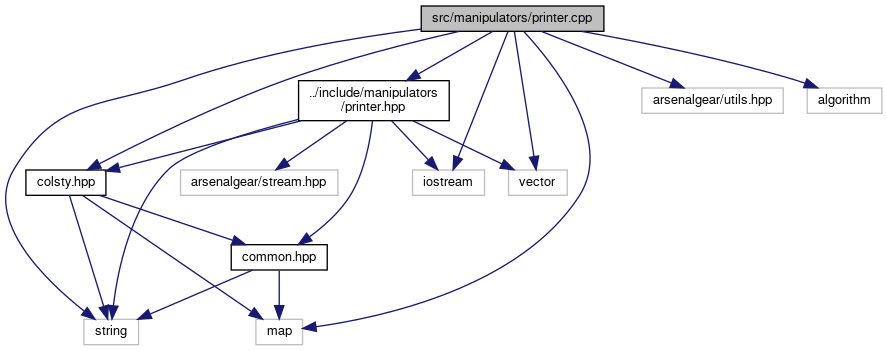 src/manipulators/printer.cpp
../include/manipulators
/printer.hpp
arsenalgear/utils.hpp
algorithm
colsty.hpp
arsenalgear/stream.hpp
iostream
vector
common.hpp
string
map